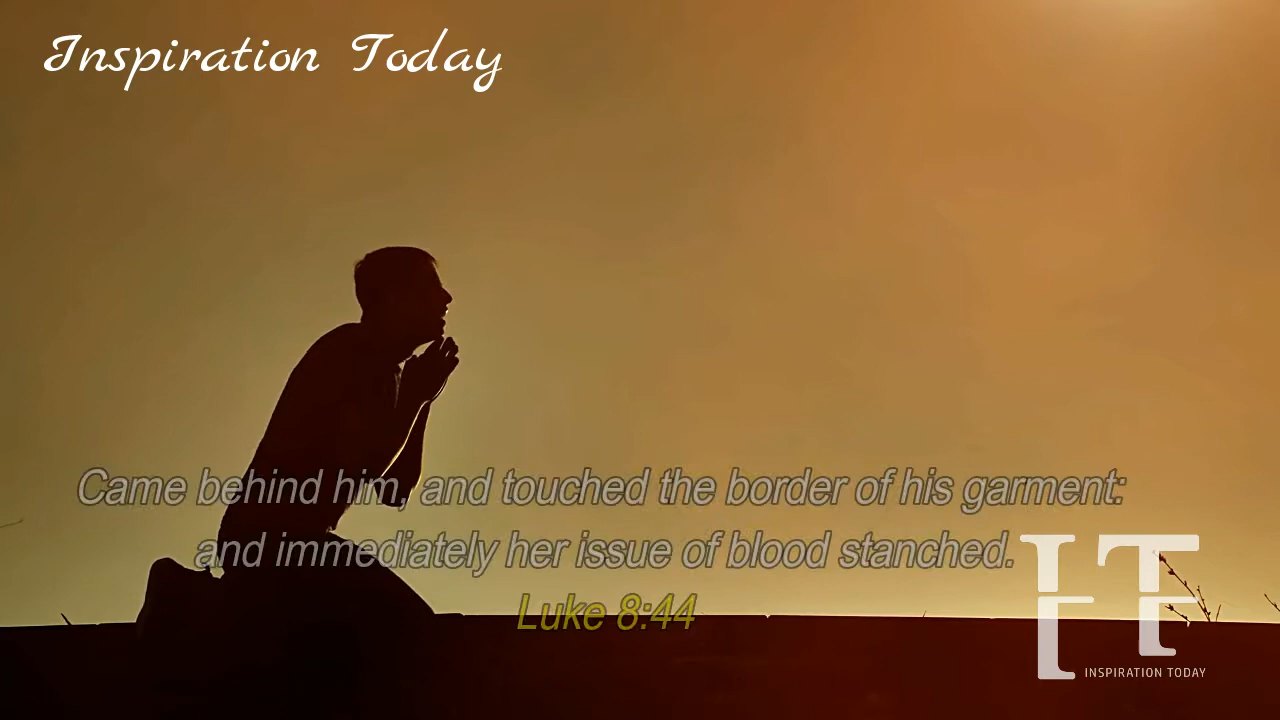 Inspiration Today
Came behind him, and touched the border of his garment:
and immediately her issue of blood stanched.
Luke 8:44
IT
INSPIRATION TODAY